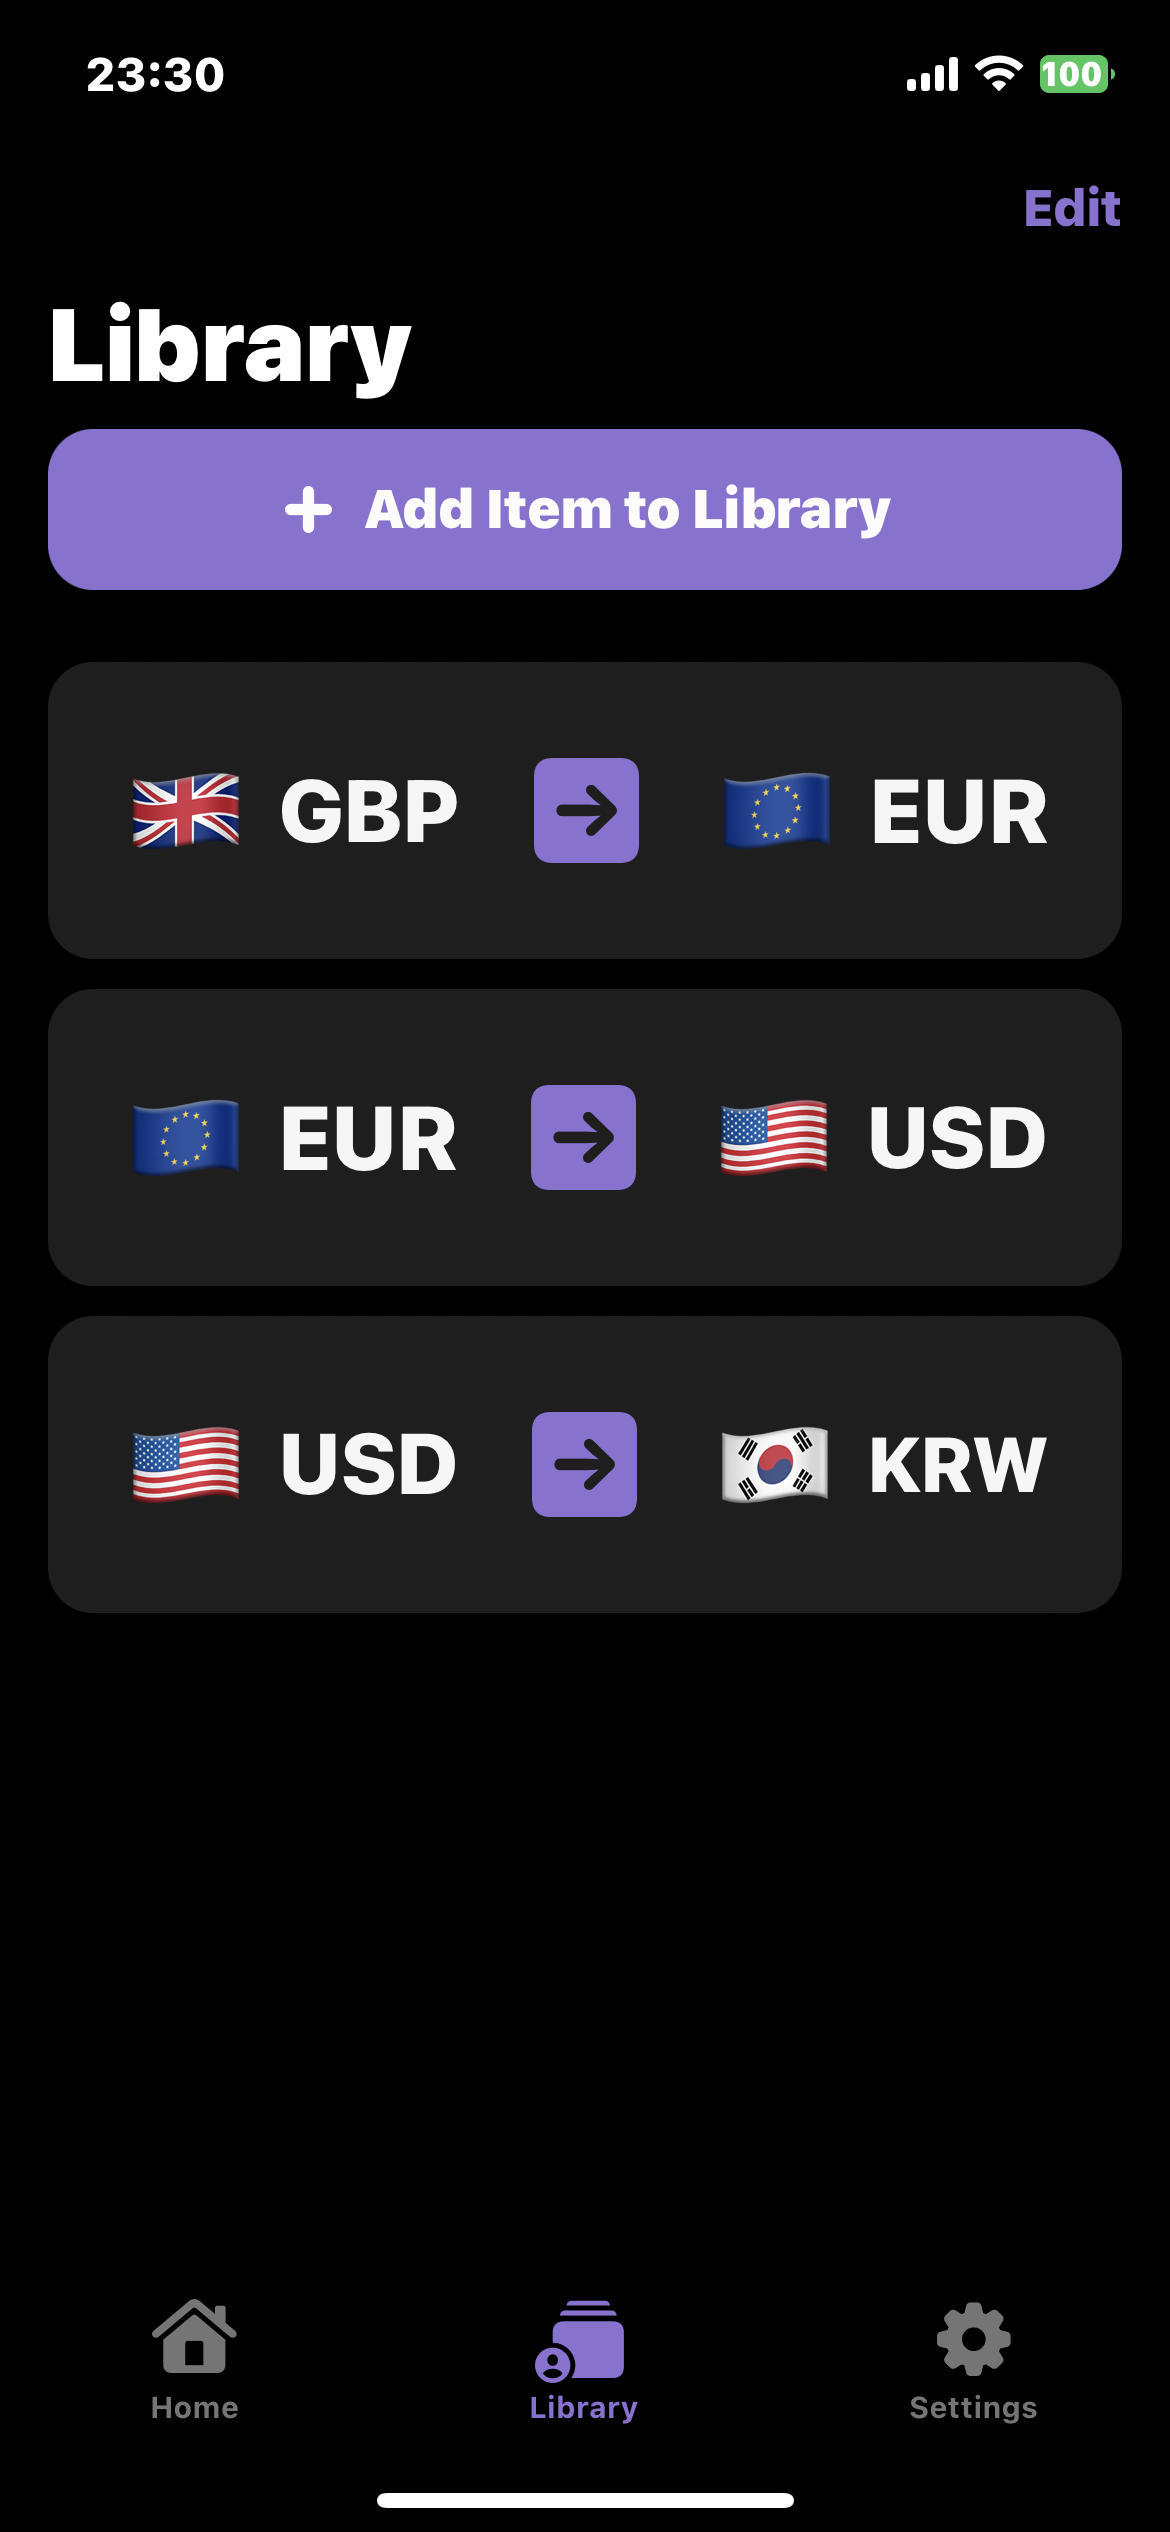 23:30
100
Edit
Library
Add Item to Library
GBP EUR
EUR USD
USD KRW
Home Library Settings